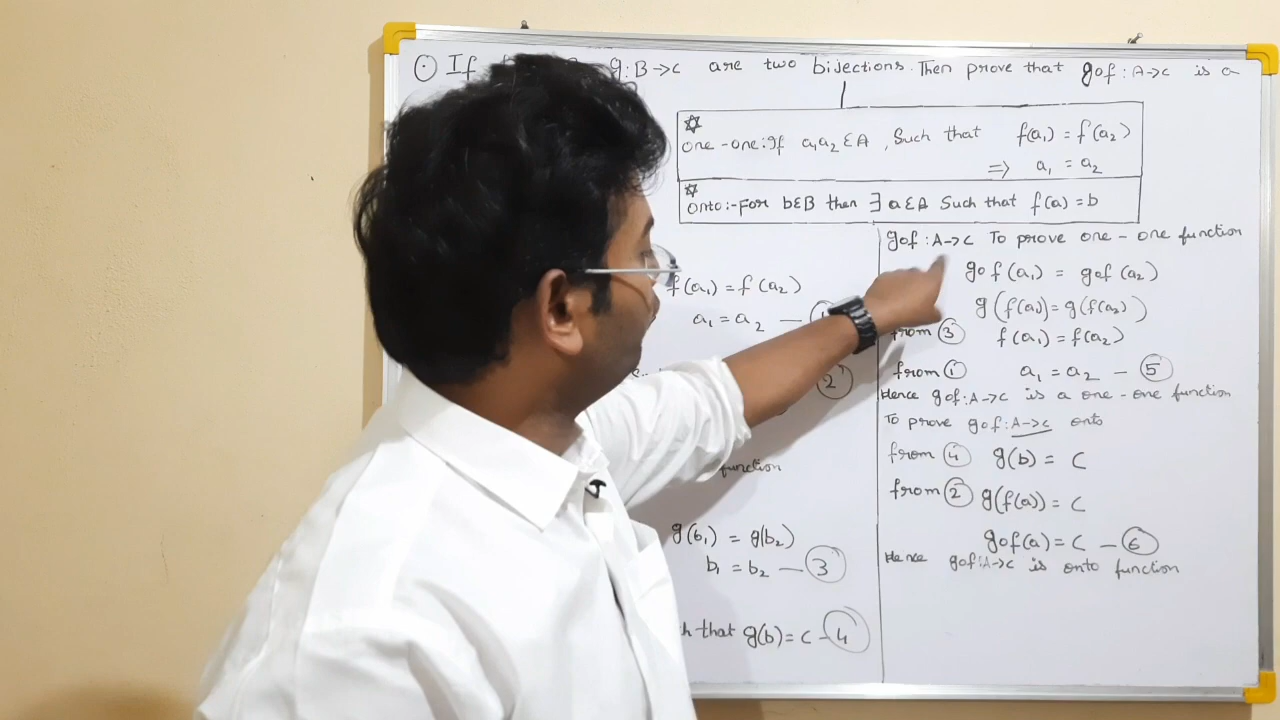 ① If g:B→c are two bijections. Then prove that gof:A→c is a
one-one: If a₁a₂ ε A, Such that f(a₁) = f(a₂)
⇒ a₁ = a₂
onto:- For bεB then ∃ aεA Such that f(a) = b
f(a₁) = f(a₂)
a₁ = a₂ —
2
function
g(b₁) = g(b₂)
b₁ = b₂ — ③
that g(b) = c - ④
gof : A→c To prove one-one function
gof(a₁) = gof(a₂)
g(f(a₁)=g(f(a₂))
from ③ f(a₁) = f(a₂)
from ① a₁ = a₂ - ⑤
Hence gof:A→c is a one-one function
To prove gof:A→c onto
from ④ g(b) = c
from ② g(f(a)) = c
gof(a) = c - ⑥
Hence gof:A→c is onto function